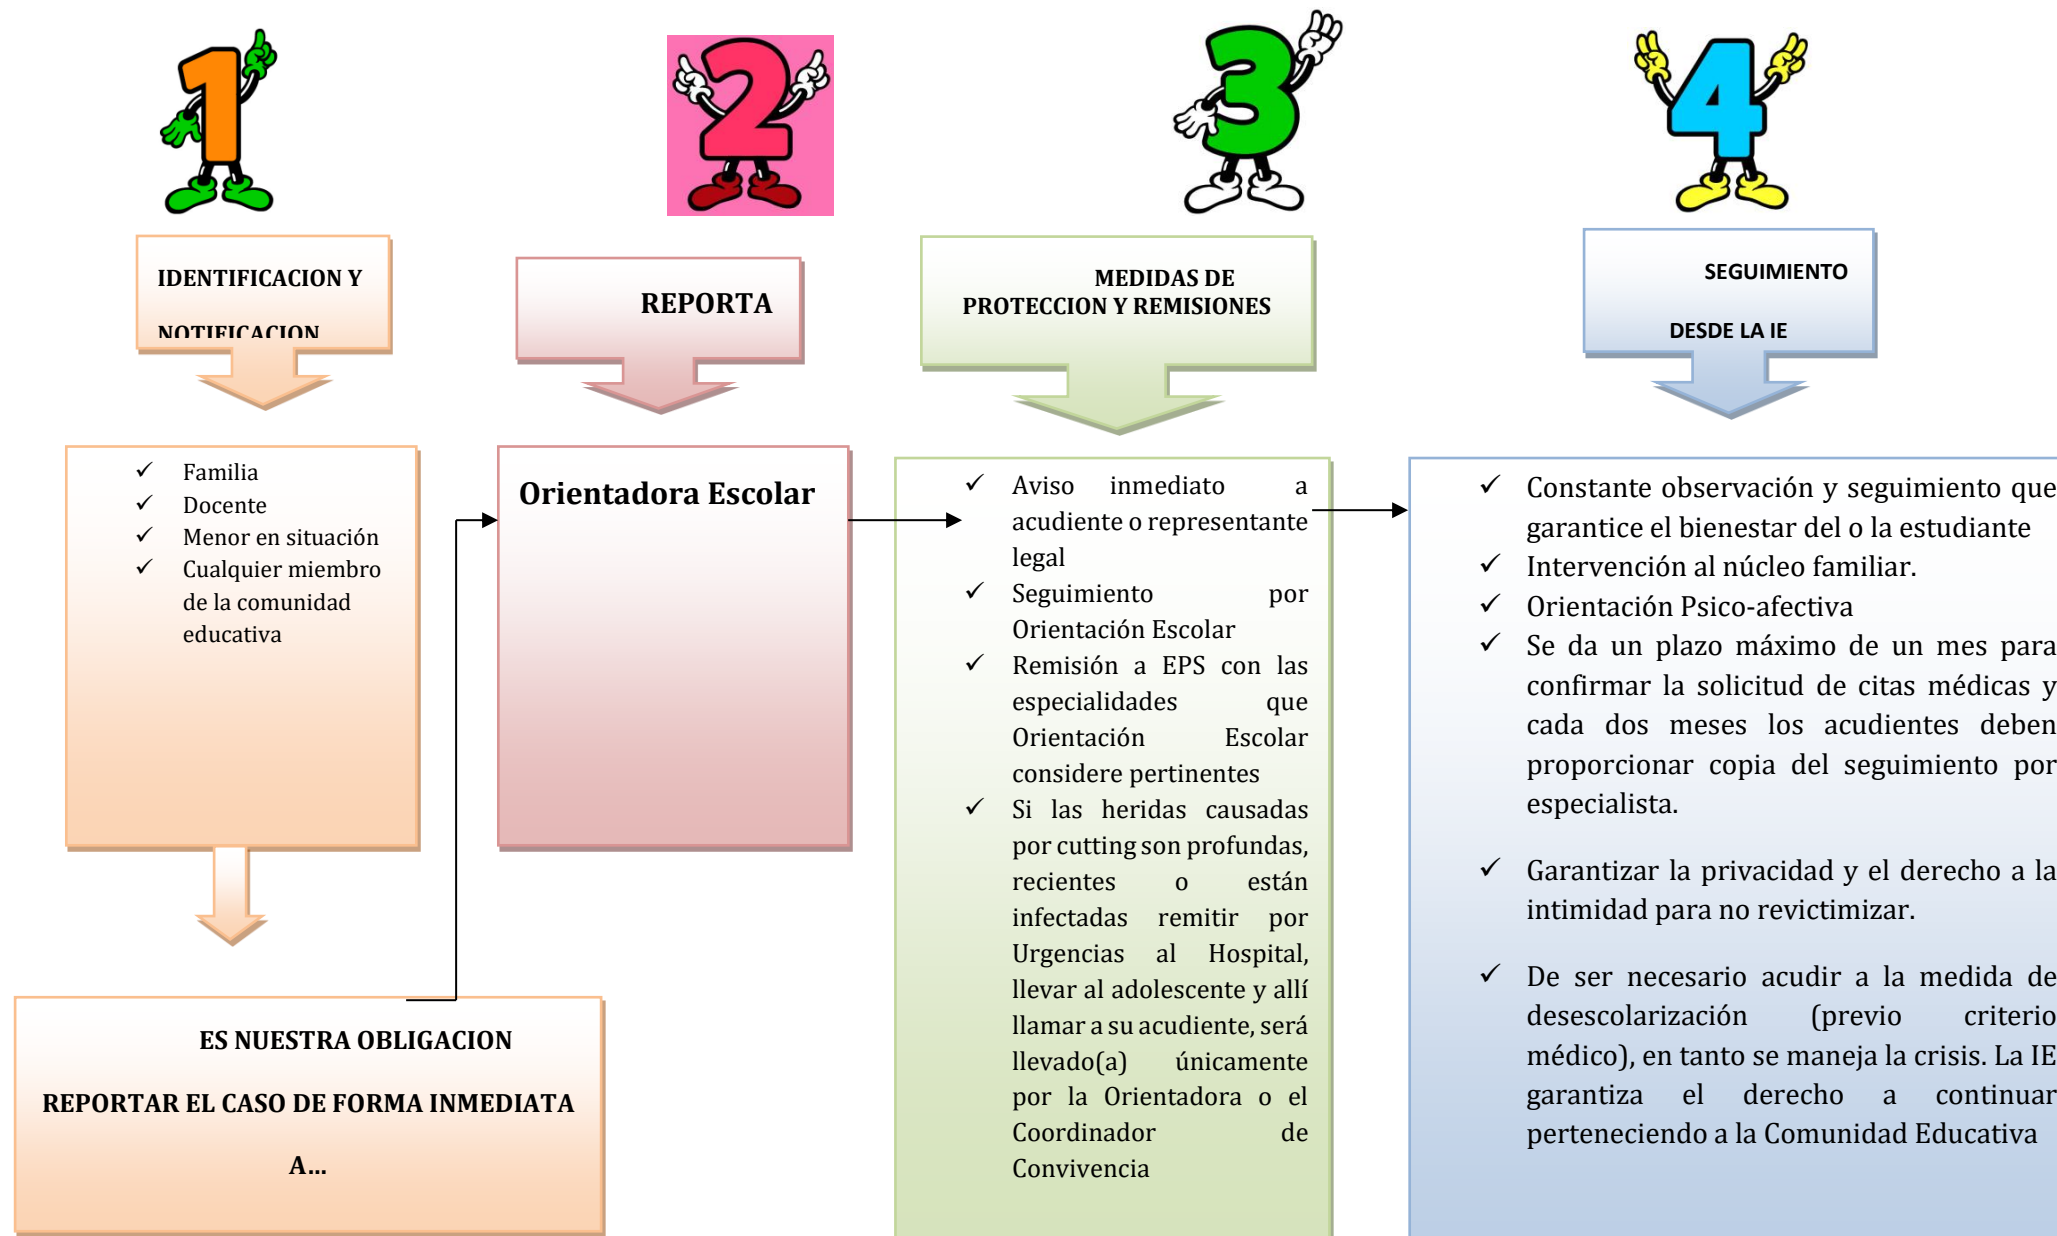 1
2
3
4
IDENTIFICACION Y
NOTIFICACION
REPORTA
MEDIDAS DE
PROTECCION Y REMISIONES
SEGUIMIENTO
DESDE LA IE
✓ Familia
✓ Docente
✓ Menor en situación
✓ Cualquier miembro
de la comunidad
educativa
ES NUESTRA OBLIGACION
REPORTAR EL CASO DE FORMA INMEDIATA
A...
Orientadora Escolar
✓ Aviso inmediato a
acudiente o representante
legal
✓ Seguimiento por
Orientación Escolar
✓ Remisión a EPS con las
especialidades que
Orientación Escolar
considere pertinentes
✓ Si las heridas causadas
por cutting son profundas,
recientes o están
infectadas remitir por
Urgencias al Hospital,
llevar al adolescente y allí
llamar a su acudiente, será
llevado(a) únicamente
por la Orientadora o el
Coordinador de
Convivencia
✓ Constante observación y seguimiento que
garantice el bienestar del o la estudiante
✓ Intervención al núcleo familiar.
✓ Orientación Psico-afectiva
✓ Se da un plazo máximo de un mes para
confirmar la solicitud de citas médicas y
cada dos meses los acudientes deben
proporcionar copia del seguimiento por
especialista.
✓ Garantizar la privacidad y el derecho a la
intimidad para no revictimizar.
✓ De ser necesario acudir a la medida de
desescolarización (previo criterio
médico), en tanto se maneja la crisis. La IE
garantiza el derecho a continuar
perteneciendo a la Comunidad Educativa